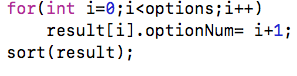 for(int i=0;i<options;i++)
result[i].optionNum= i+1;
sort(result);